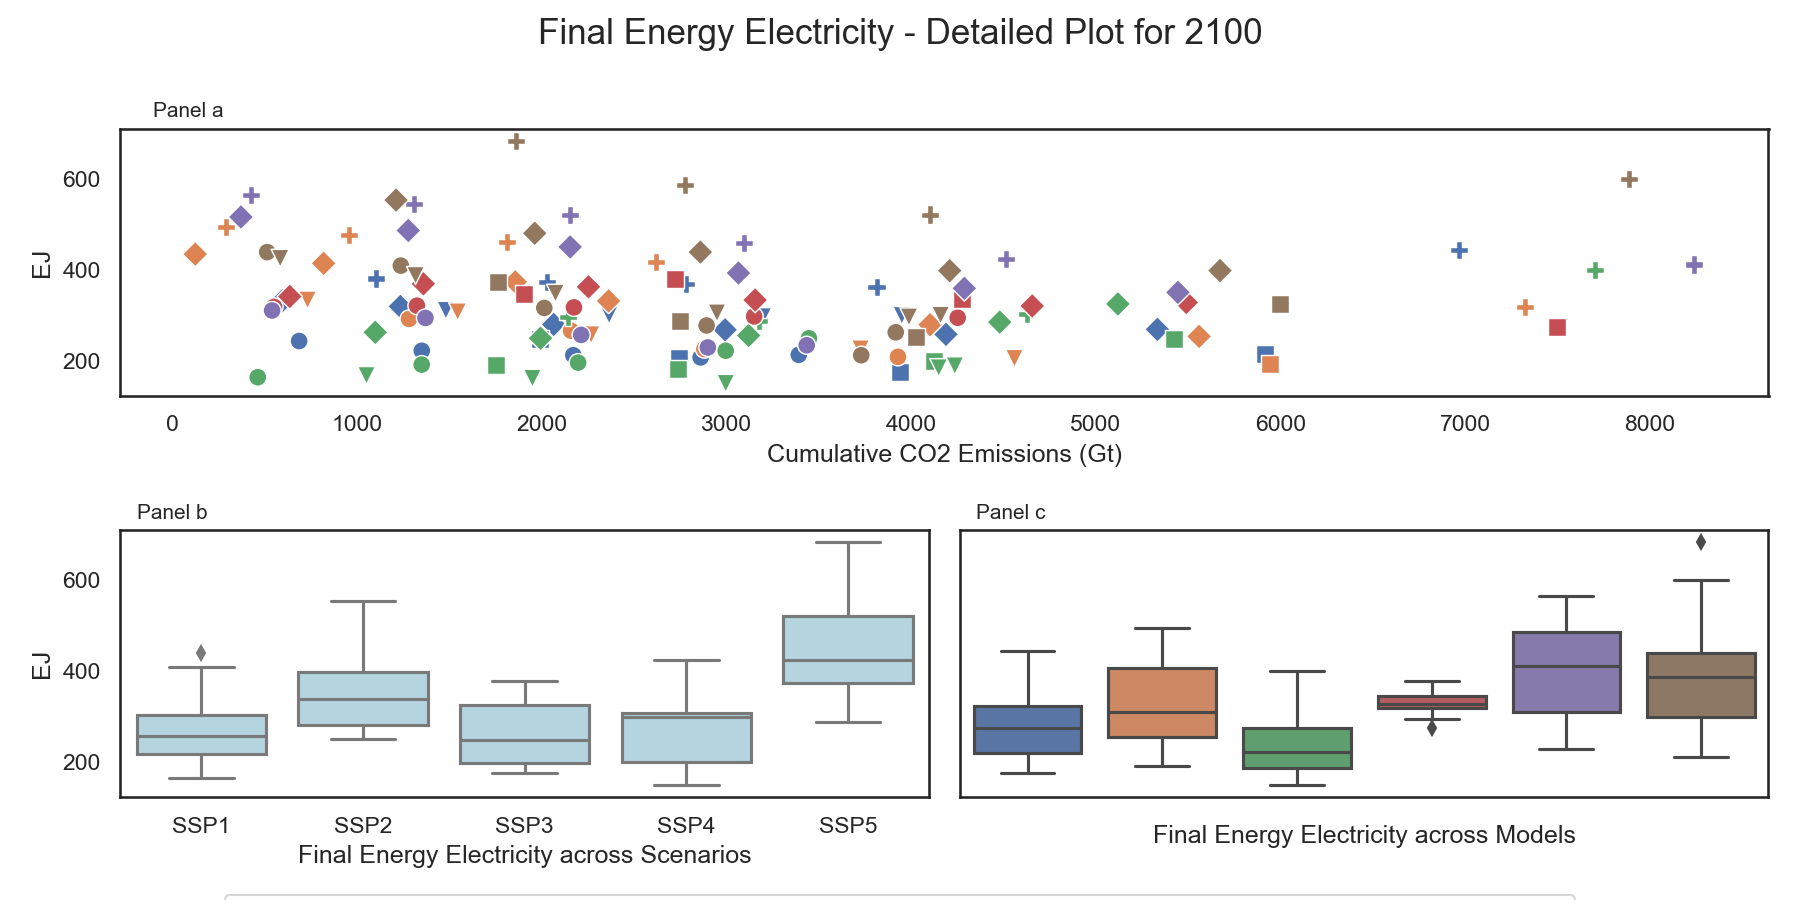 Final Energy Electricity - Detailed Plot for 2100
Panel a
600
400
200
EJ
0 1000 2000 3000 4000 5000 6000 7000 8000
Cumulative CO2 Emissions (Gt)
Panel b
600
400
200
EJ
SSP1 SSP2 SSP3 SSP4 SSP5
Final Energy Electricity across Scenarios
Panel c
Final Energy Electricity across Models